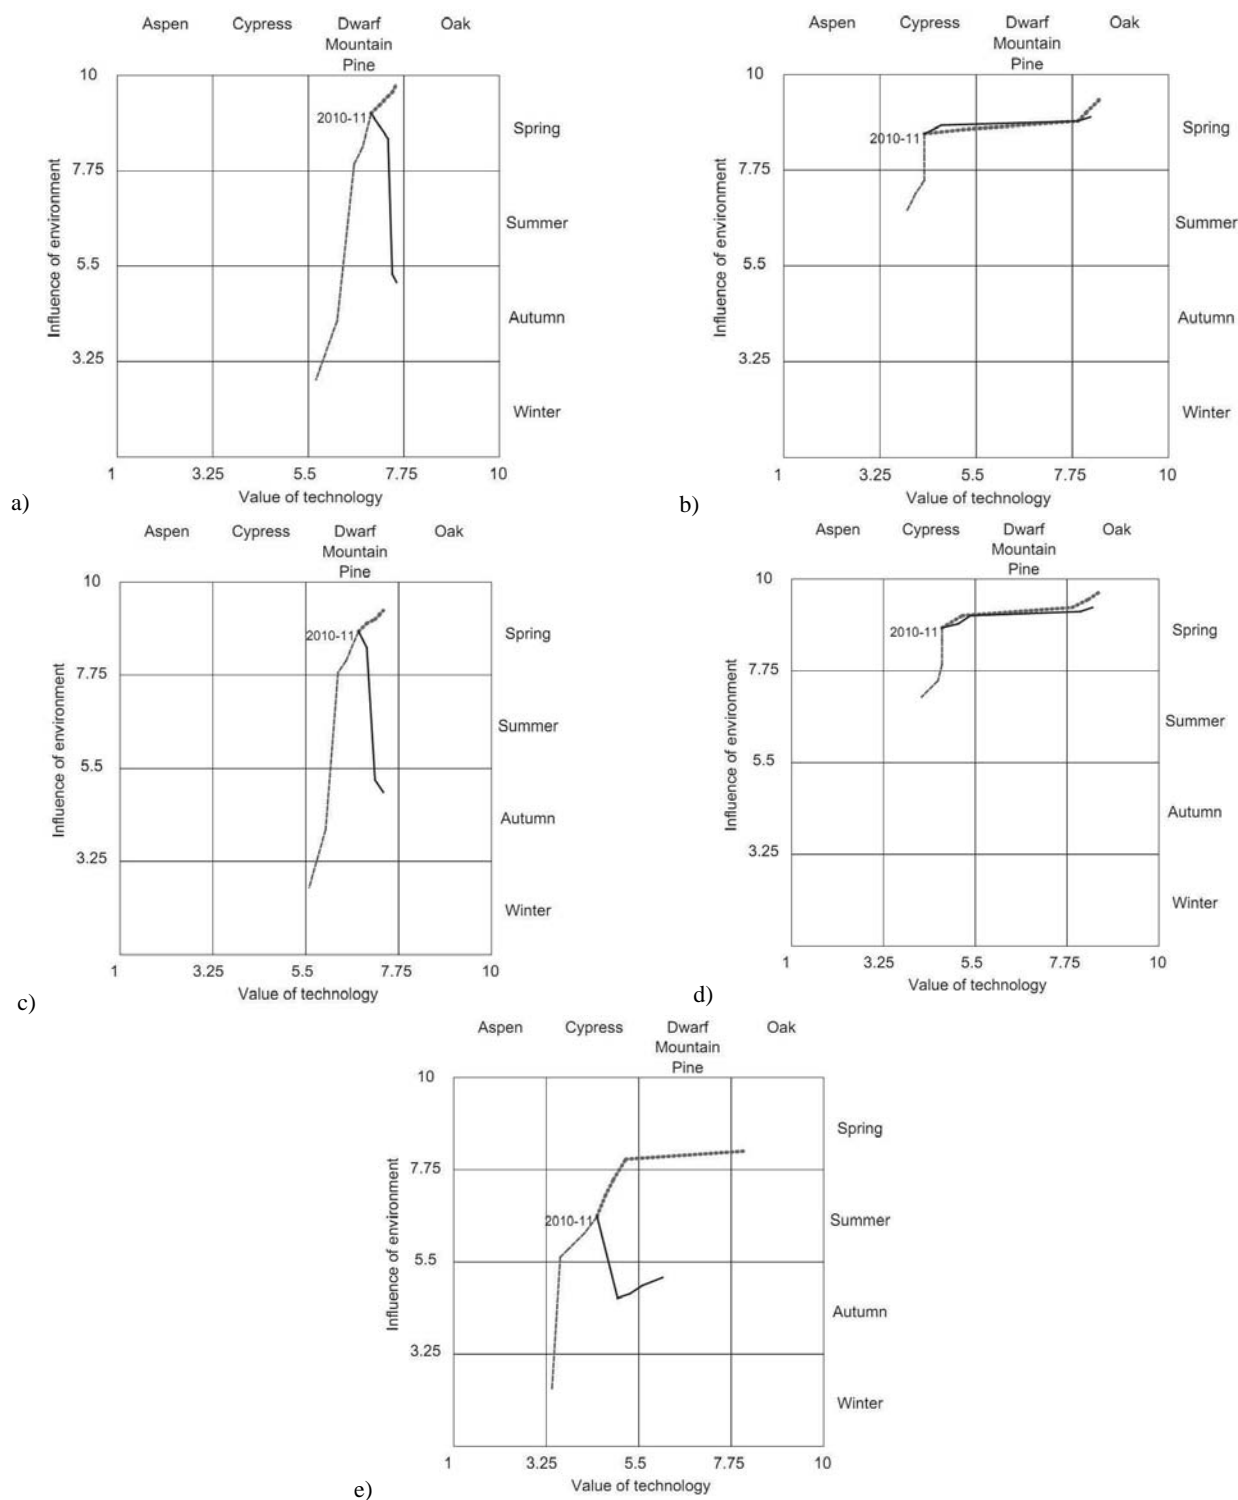 Aspen Cypress Dwarf Oak
Mountain
Pine
10
2010-11
Spring
7.75
Summer
5.5
Autumn
3.25
Winter
1 3.25 5.5 7.75 10
Value of technology
Influence of environment
a)
Aspen Cypress Dwarf Oak
Mountain
Pine
10
Spring
2010-11
7.75
Summer
5.5
Autumn
3.25
Winter
1 3.25 5.5 7.75 10
Value of technology
Influence of environment
b)
Aspen Cypress Dwarf Oak
Mountain
Pine
10
2010-11 Spring
7.75
Summer
5.5
Autumn
3.25
Winter
1 3.25 5.5 7.75 10
Value of technology
Influence of environment
c)
Aspen Cypress Dwarf Oak
Mountain
Pine
10
2010-11 Spring
7.75
Summer
5.5
Autumn
3.25
Winter
1 3.25 5.5 7.75 10
Value of technology
Influence of environment
d)
Aspen Cypress Dwarf Oak
Mountain
Pine
10
Spring
7.75
2010-11 Summer
5.5
Autumn
3.25
Winter
1 3.25 5.5 7.75 10
Value of technology
Influence of environment
e)